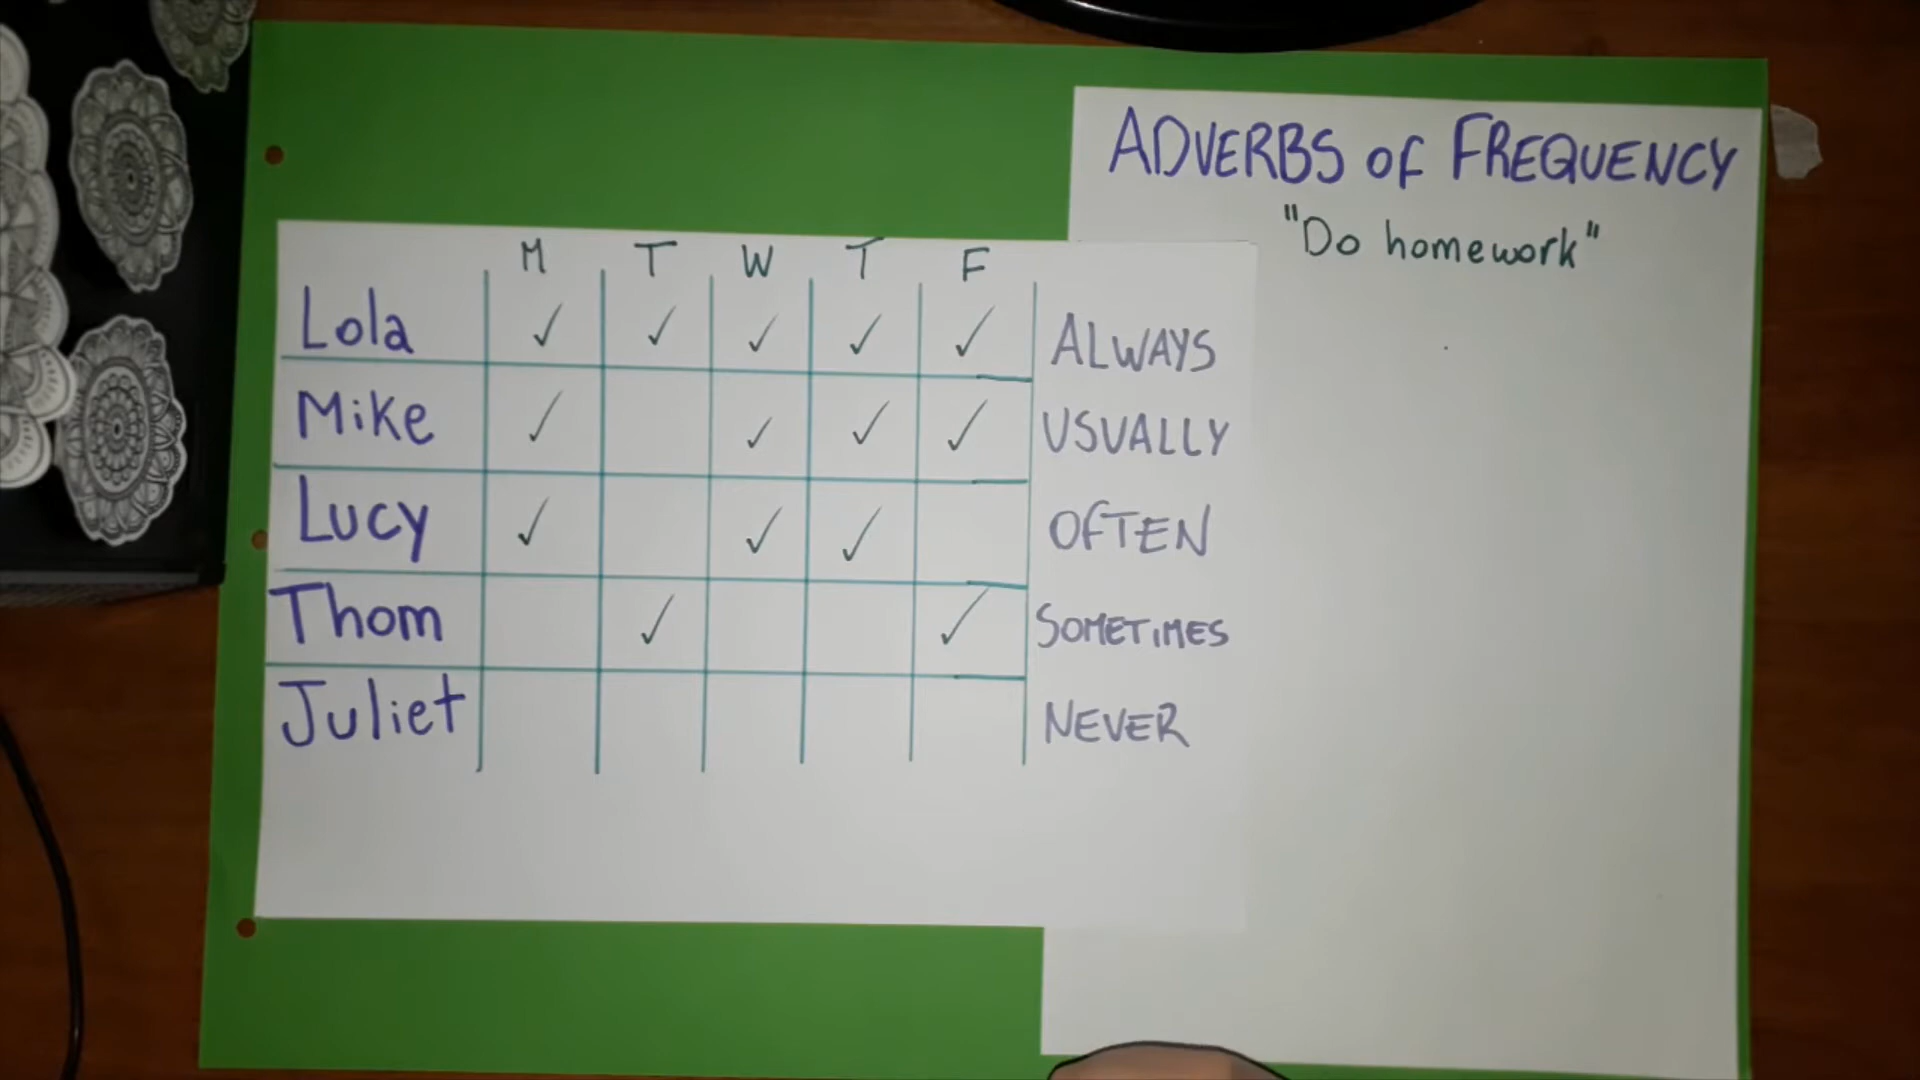 ADVERBS of FREQUENCY
"Do homework"
M T W T F
Lola ✓ ✓ ✓ ✓ ✓ ALWAYS
Mike ✓ ✓ ✓ ✓ USUALLY
Lucy ✓ ✓ ✓ OFTEN
Thom ✓ ✓ SOMETIMES
Juliet NEVER